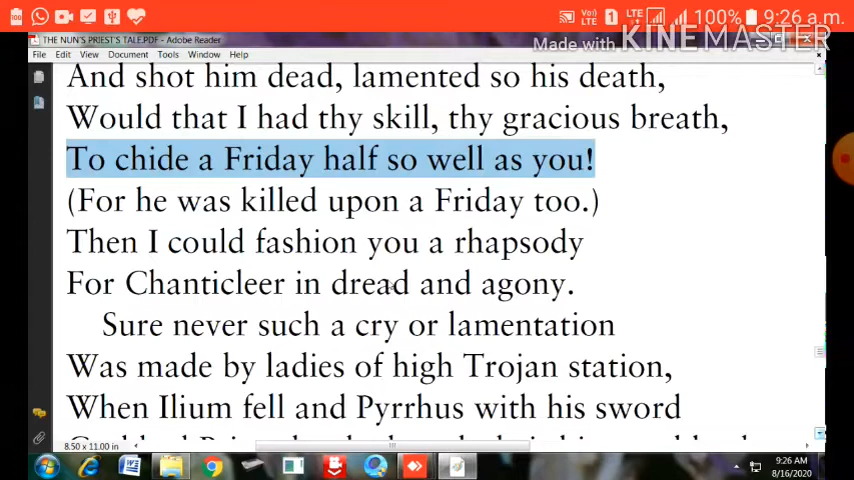 100% 9:26 a.m.
Made with KINEMASTER
THE NUN'S PRIEST'S TALE.PDF - Adobe Reader
File Edit View Document Tools Window Help
And shot him dead, lamented so his death,
Would that I had thy skill, thy gracious breath,
To chide a Friday half so well as you!
(For he was killed upon a Friday too.)
Then I could fashion you a rhapsody
For Chanticleer in dread and agony.
Sure never such a cry or lamentation
Was made by ladies of high Trojan station,
When Ilium fell and Pyrrhus with his sword
8.50 x 11.00 in
9:26 AM
8/16/2020